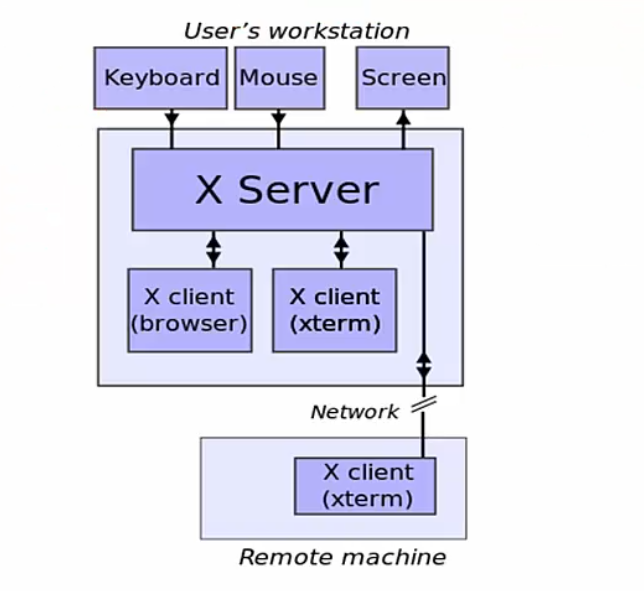 User’s workstation
Keyboard
Mouse
Screen
X Server
X client
(browser)
X client
(xterm)
Network
X client
(xterm)
Remote machine